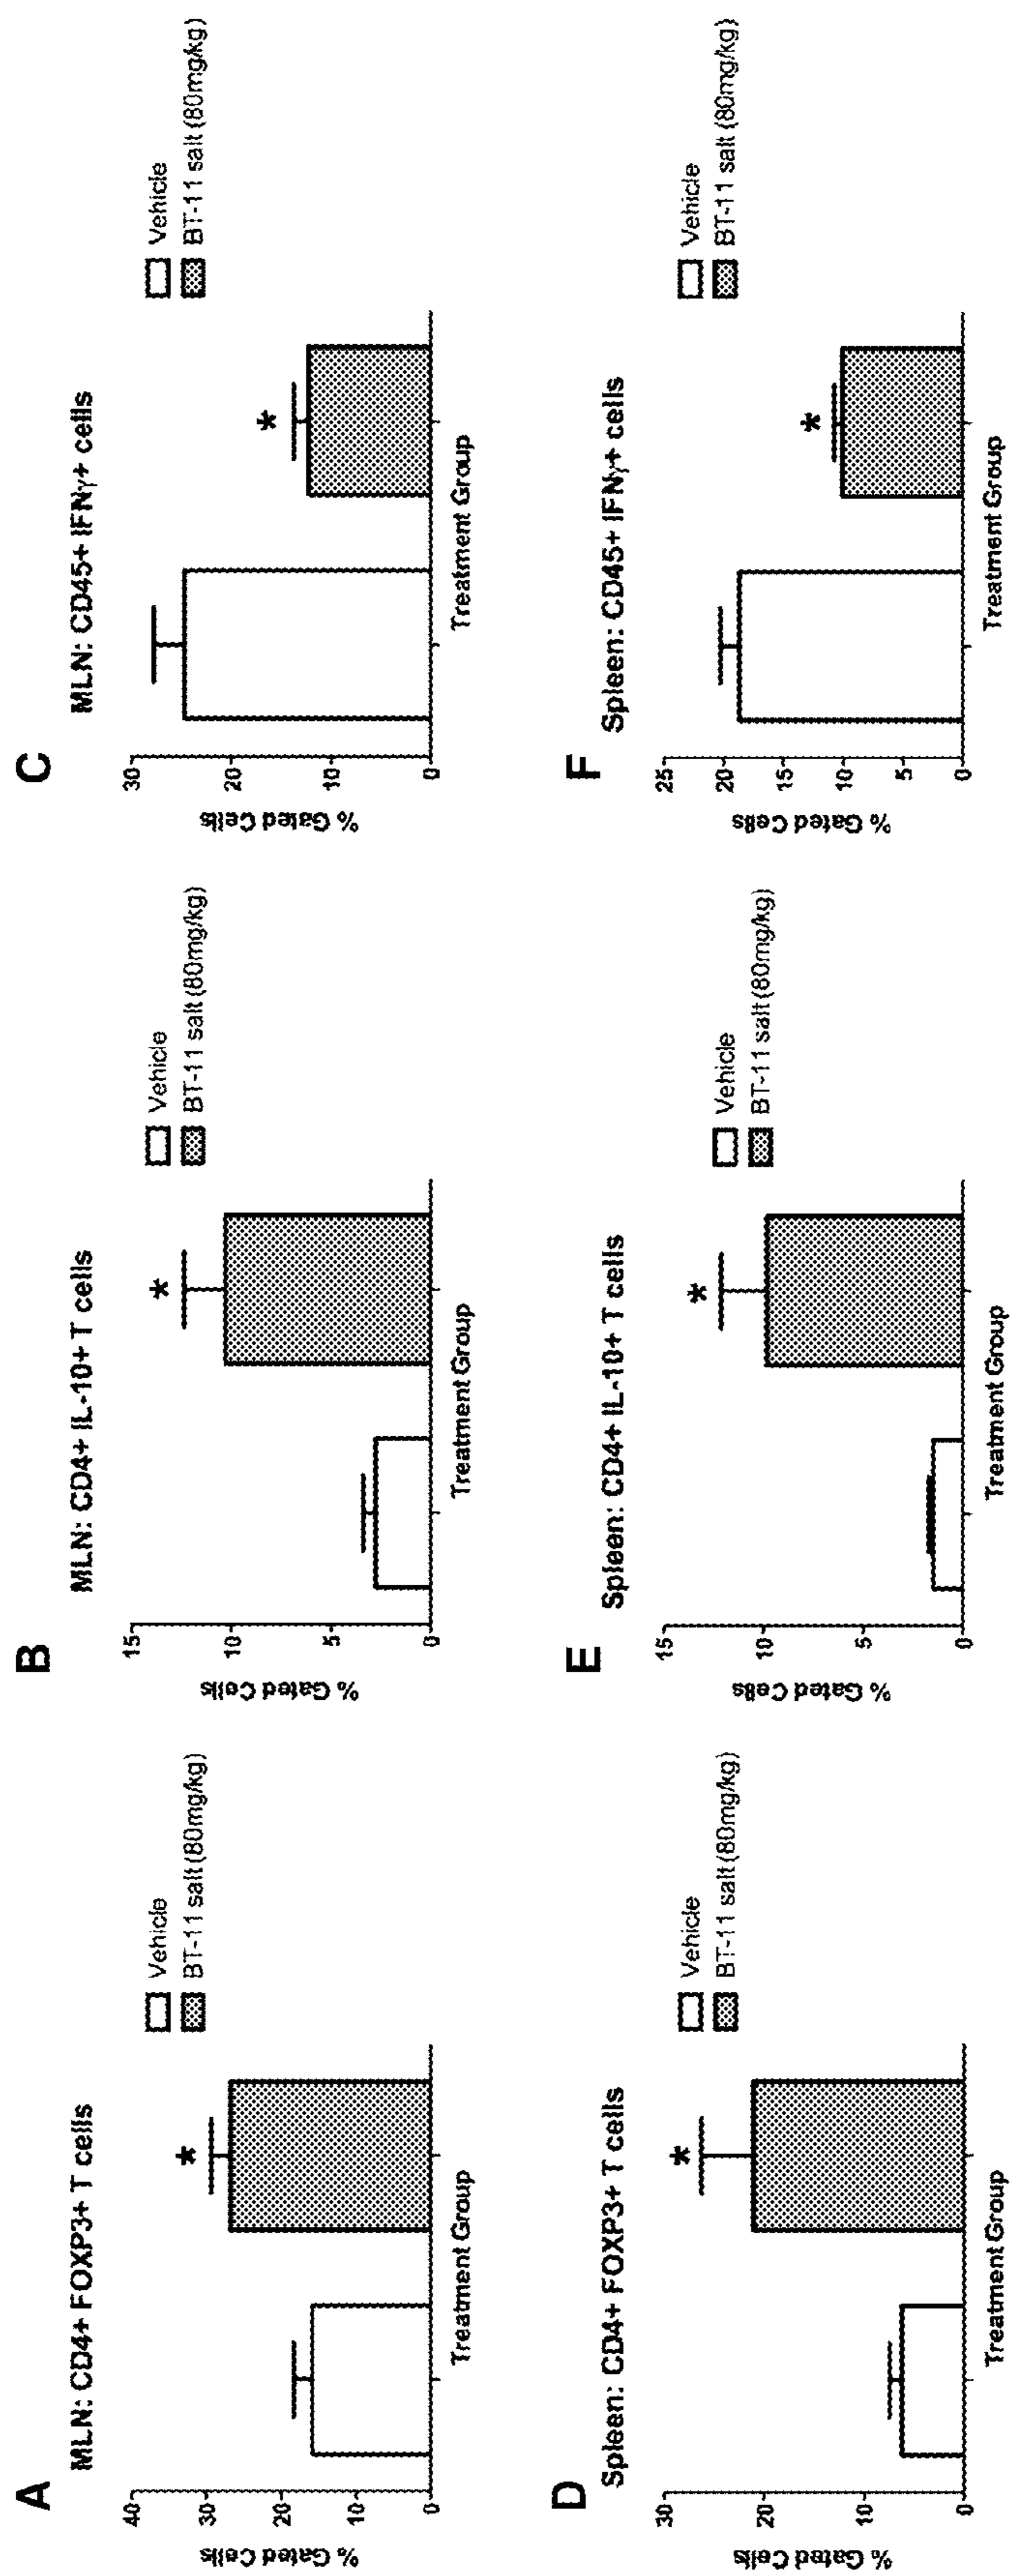 A
MLN: CD4+ FOXP3+ T cells
Vehicle
BT-11 salt (80mg/kg)
% Gated Cells
40
30
20
10
0
Treatment Group
*
B
MLN: CD4+ IL-10+ T cells
Vehicle
BT-11 salt (80mg/kg)
% Gated Cells
15
10
5
0
Treatment Group
*
C
MLN: CD45+ IFNγ+ cells
Vehicle
BT-11 salt (80mg/kg)
% Gated Cells
30
20
10
0
Treatment Group
*
D
Spleen: CD4+ FOXP3+ T cells
Vehicle
BT-11 salt (80mg/kg)
% Gated Cells
30
20
10
0
Treatment Group
*
E
Spleen: CD4+ IL-10+ T cells
Vehicle
BT-11 salt (80mg/kg)
% Gated Cells
15
10
5
0
Treatment Group
*
F
Spleen: CD45+ IFNγ+ cells
Vehicle
BT-11 salt (80mg/kg)
% Gated Cells
25
20
15
10
5
0
Treatment Group
*